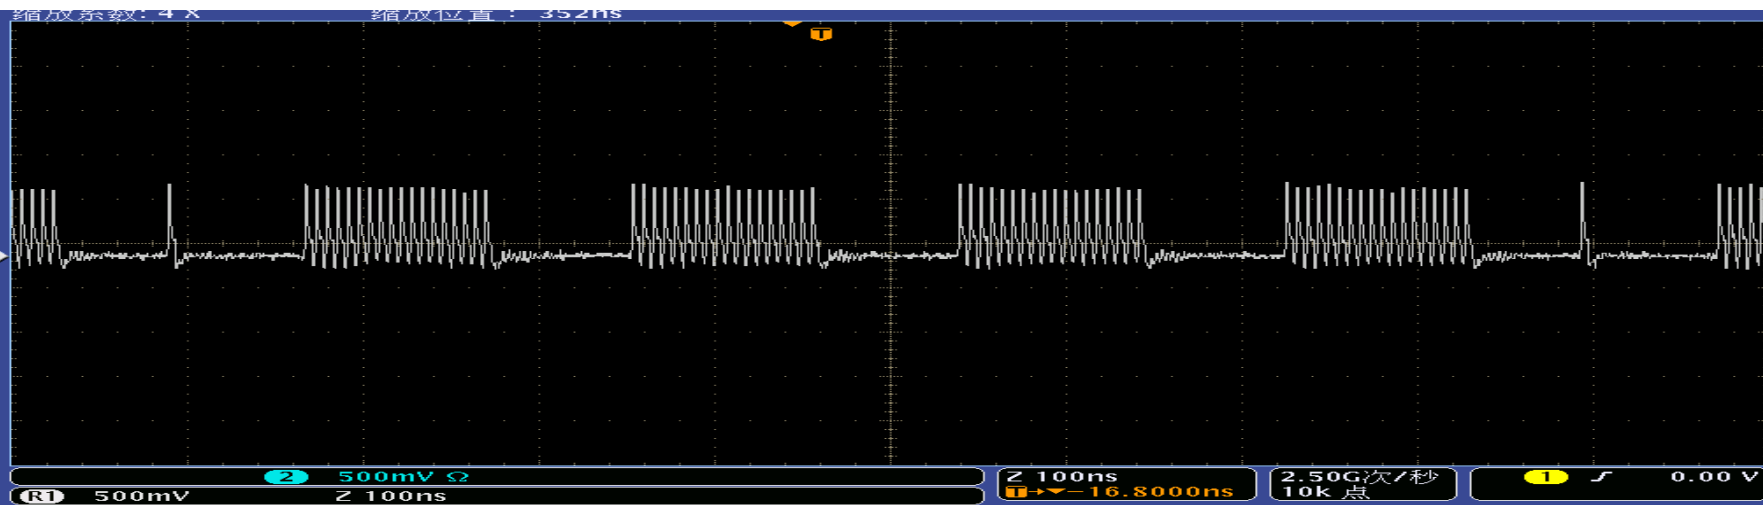 缩放系数: 4 X 缩放位置: 352ns
T
2 500mV Ω Z 100ns 2.50G次/秒 1 0.00 V
R1 500mV Z 100ns T→▼-16.8000ns 10k 点